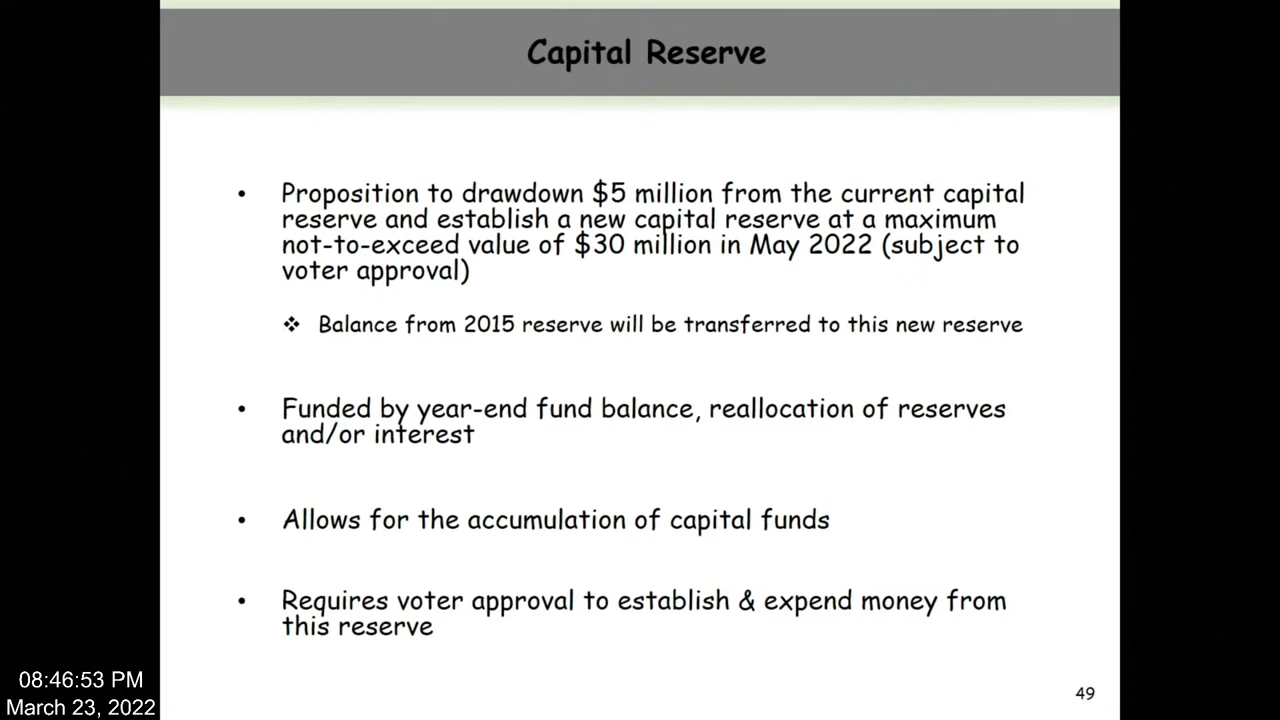 Capital Reserve
• Proposition to drawdown $5 million from the current capital
reserve and establish a new capital reserve at a maximum
not-to-exceed value of $30 million in May 2022 (subject to
voter approval)
❖ Balance from 2015 reserve will be transferred to this new reserve
• Funded by year-end fund balance, reallocation of reserves
and/or interest
• Allows for the accumulation of capital funds
• Requires voter approval to establish & expend money from
this reserve
08:46:53 PM
March 23, 2022
49